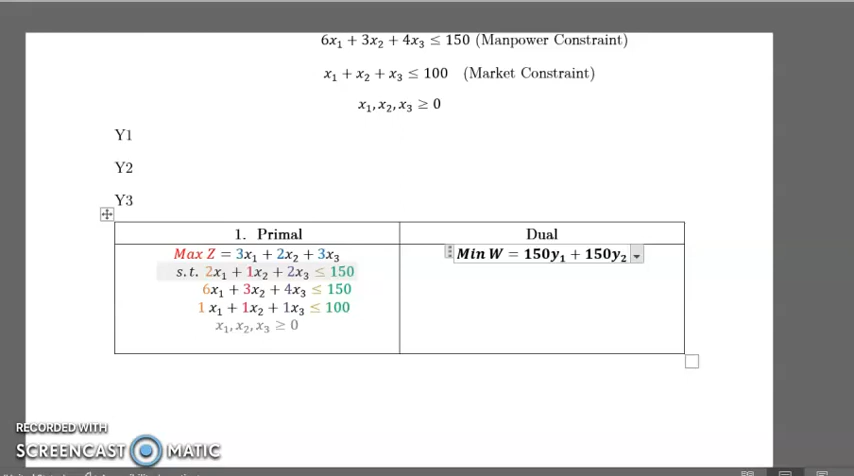 6x₁ + 3x₂ + 4x₃ ≤ 150 (Manpower Constraint)
x₁ + x₂ + x₃ ≤ 100 (Market Constraint)
x₁, x₂, x₃ ≥ 0
Y1
Y2
Y3
1. Primal
Max Z = 3x₁ + 2x₂ + 3x₃
s.t. 2x₁ + 1x₂ + 2x₃ ≤ 150
6x₁ + 3x₂ + 4x₃ ≤ 150
1 x₁ + 1x₂ + 1x₃ ≤ 100
x₁, x₂, x₃ ≥ 0
Dual
Min W = 150y₁ + 150y₂
RECORDED WITH
SCREENCAST MATIC